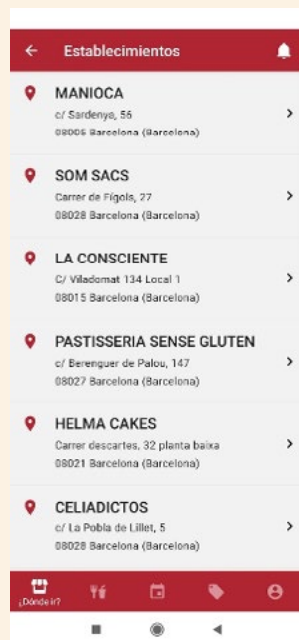 Establecimientos
MANIOCA
c/ Sardenya, 56
08005 Barcelona (Barcelona)
SOM SACS
Carrer de Fígols, 27
08028 Barcelona (Barcelona)
LA CONSCIENTE
C/ Viladomat 134 Local 1
08015 Barcelona (Barcelona)
PASTISSERIA SENSE GLUTEN
c/ Berenguer de Palou, 147
08027 Barcelona (Barcelona)
HELMA CAKES
Carrer descartes, 32 planta baixa
08021 Barcelona (Barcelona)
CELIADICTOS
c/ La Pobla de Lillet, 5
08028 Barcelona (Barcelona)
¿Dónde ir?